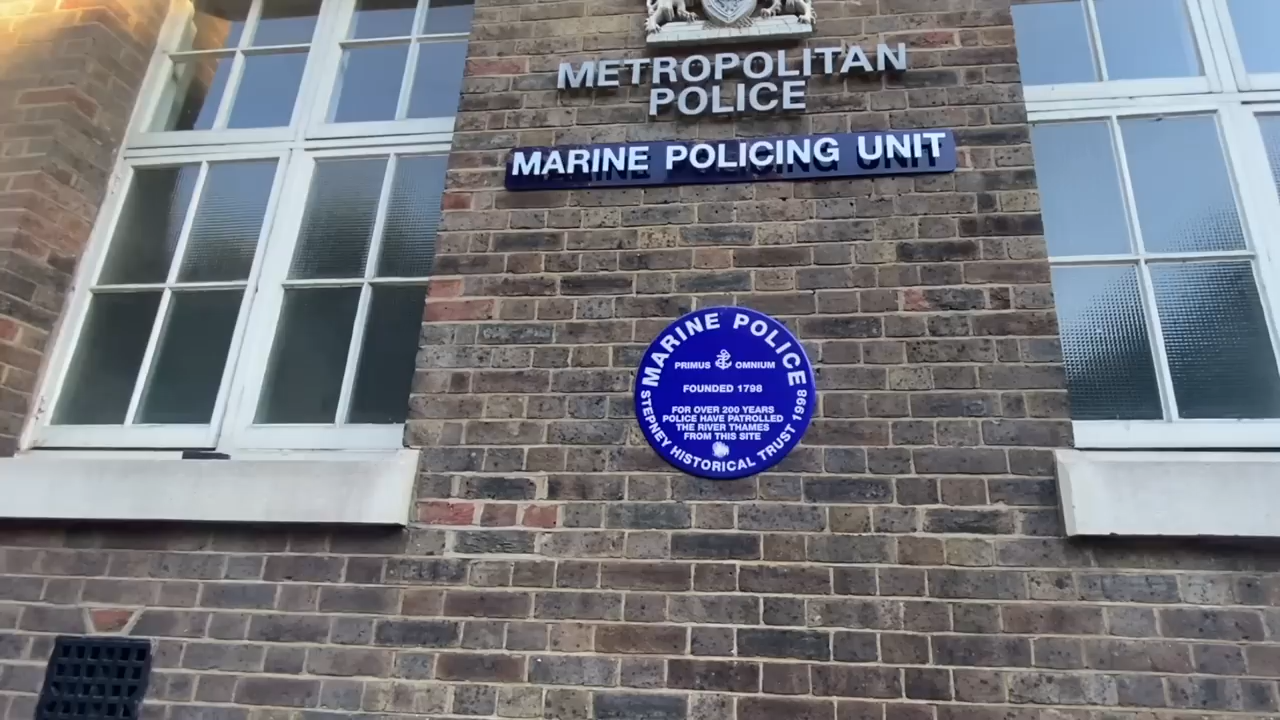 METROPOLITAN
POLICE
MARINE POLICING UNIT
MARINE POLICE
PRIMUS OMNIUM
FOUNDED 1798
FOR OVER 200 YEARS
POLICE HAVE PATROLLED
THE RIVER THAMES
FROM THIS SITE
STEPNEY HISTORICAL TRUST 1998